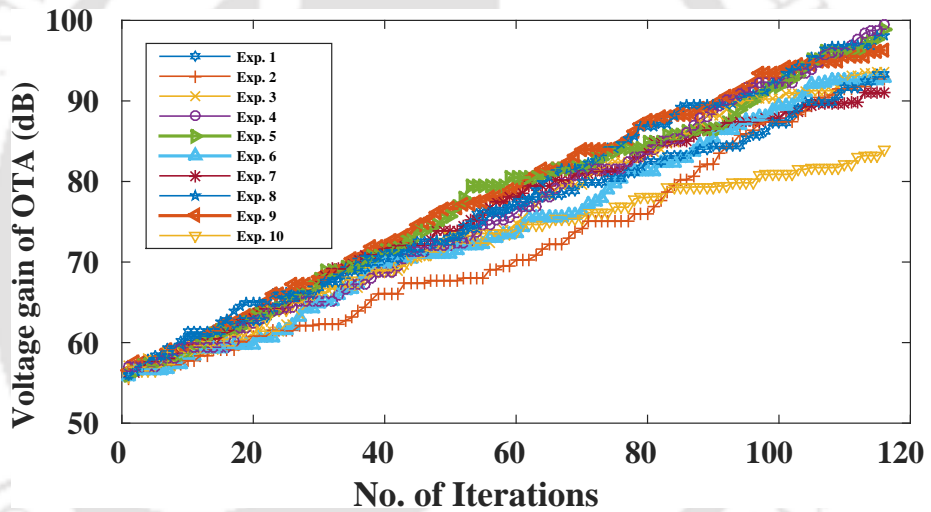 100
90
80
70
60
50
Voltage gain of OTA (dB)
Exp. 1
Exp. 2
Exp. 3
Exp. 4
Exp. 5
Exp. 6
Exp. 7
Exp. 8
Exp. 9
Exp. 10
0 20 40 60 80 100 120
No. of Iterations